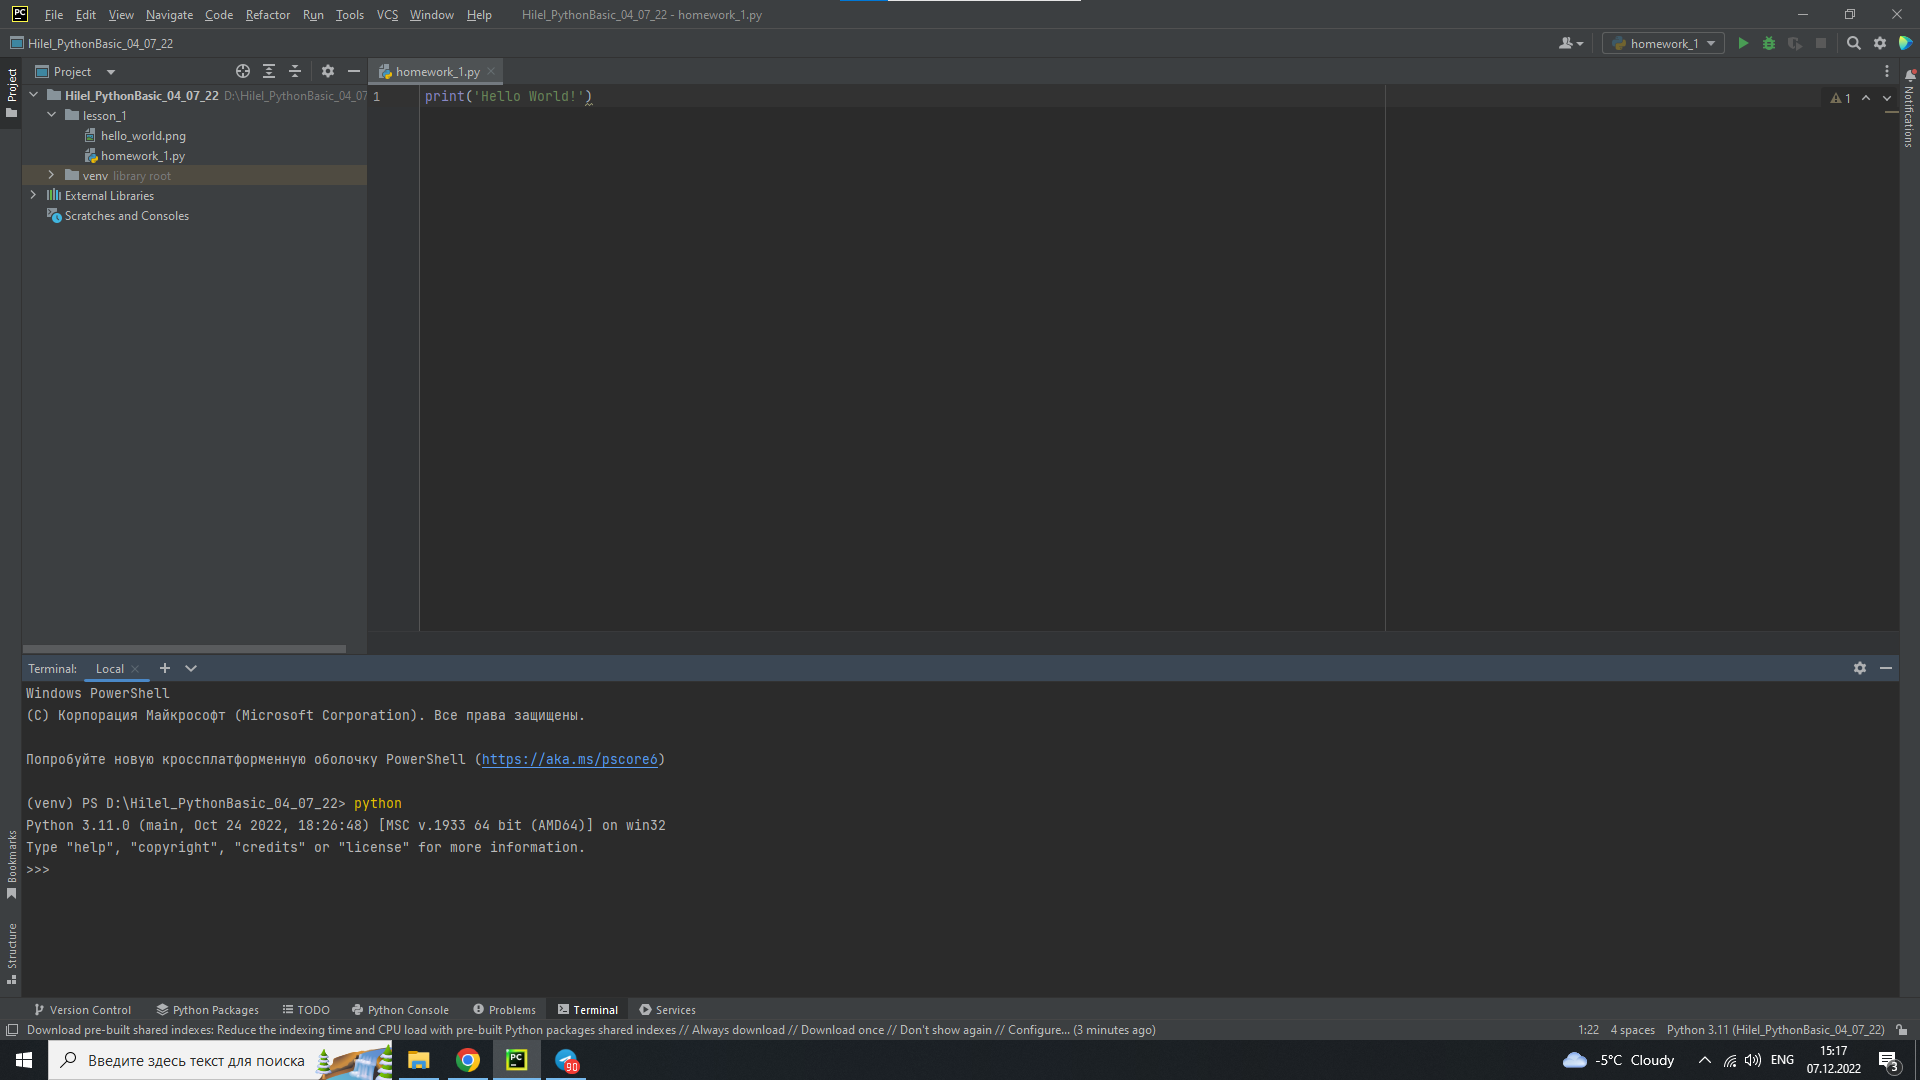 PC File Edit View Navigate Code Refactor Run Tools VCS Window Help Hilel_PythonBasic_04_07_22 - homework_1.py
Hilel_PythonBasic_04_07_22
homework_1
Project
Project
homework_1.py
Hilel_PythonBasic_04_07_22 D:\Hilel_PythonBasic_04_07
lesson_1
hello_world.png
homework_1.py
venv library root
External Libraries
Scratches and Consoles
1 print('Hello World!')
1
Notifications
Terminal: Local
Windows PowerShell
(C) Корпорация Майкрософт (Microsoft Corporation). Все права защищены.
Попробуйте новую кроссплатформенную оболочку PowerShell (https://aka.ms/pscore6)
(venv) PS D:\Hilel_PythonBasic_04_07_22> python
Python 3.11.0 (main, Oct 24 2022, 18:26:48) [MSC v.1933 64 bit (AMD64)] on win32
Type "help", "copyright", "credits" or "license" for more information.
>>>
Bookmarks
Structure
Version Control Python Packages TODO Python Console Problems Terminal Services
Download pre-built shared indexes: Reduce the indexing time and CPU load with pre-built Python packages shared indexes // Always download // Download once // Don't show again // Configure... (3 minutes ago) 1:22 4 spaces Python 3.11 (Hilel_PythonBasic_04_07_22)
Введите здесь текст для поиска
PC
90
-5°C Cloudy
ENG
15:17
07.12.2022
3